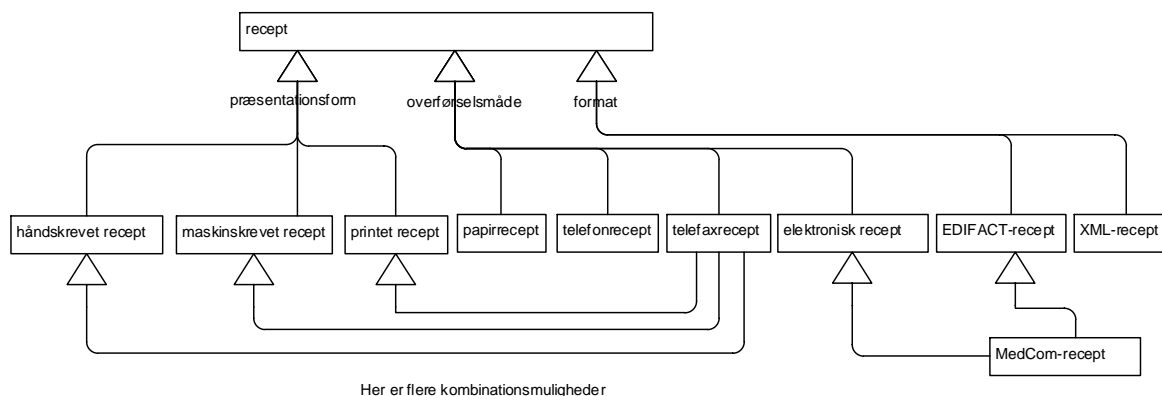 recept
præsentationsform
overførselsmåde
format
håndskrevet recept
maskinskrevet recept
printet recept
papirrecept
telefonrecept
telefaxrecept
elektronisk recept
EDIFACT-recept
XML-recept
MedCom-recept
Her er flere kombinationsmuligheder